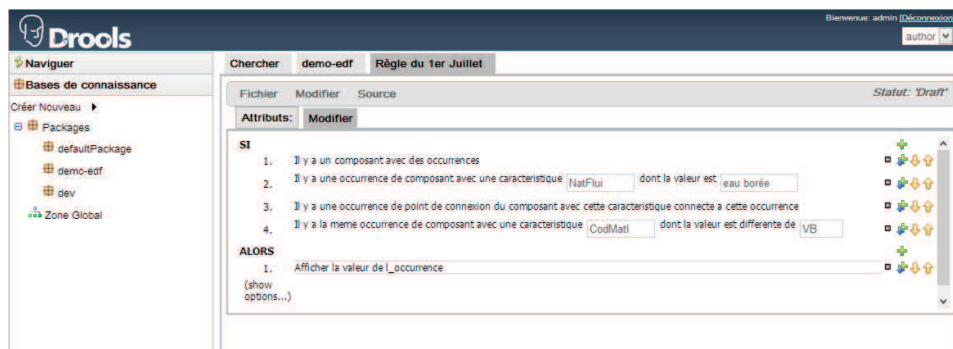 Bienvenue: admin [Déconnexion
Drools
author
Naviguer
Bases de connaissance
Créer Nouveau
Packages
defaultPackage
demo-edf
dev
Zone Global
Chercher demo-edf Règle du 1er Juillet
Fichier Modifier Source Statut: 'Draft'
Attributs: Modifier
SI
1. Il y a un composant avec des occurrences
2. Il y a une occurrence de composant avec une caracteristique NatFlui dont la valeur est eau borée
3. Il y a une occurrence de point de connexion du composant avec cette caracteristique connecte a cette occurrence
4. Il y a la meme occurrence de composant avec une caracteristique CodMatl dont la valeur est differente de VB
ALORS
1. Afficher la valeur de l_occurrence
(show
options...)